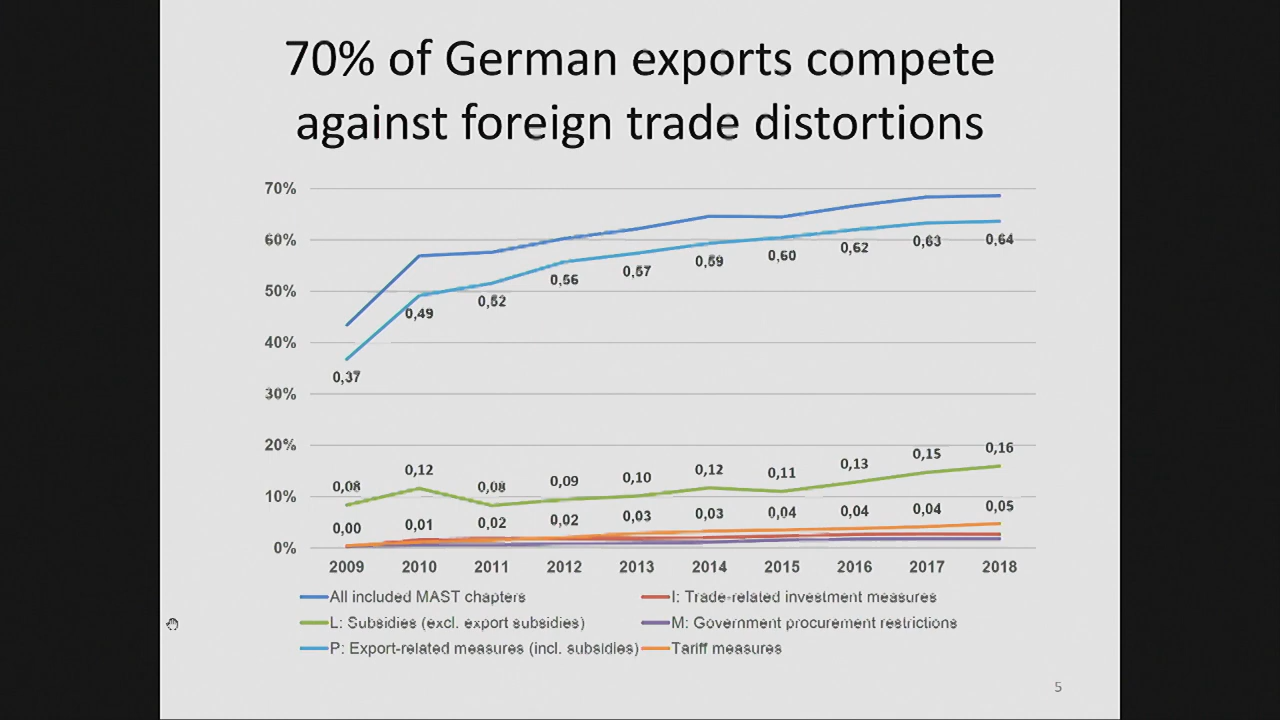 70% of German exports compete
against foreign trade distortions
70%
60%
50%
40%
30%
20%
10%
0%
0,37 0,49 0,52 0,56 0,57 0,59 0,60 0,62 0,63 0,64
0,08 0,12 0,08 0,09 0,10 0,12 0,11 0,13 0,15 0,16
0,00 0,01 0,02 0,02 0,03 0,03 0,04 0,04 0,04 0,05
2009 2010 2011 2012 2013 2014 2015 2016 2017 2018
All included MAST chapters I: Trade-related investment measures
L: Subsidies (excl. export subsidies) M: Government procurement restrictions
P: Export-related measures (incl. subsidies) Tariff measures
5